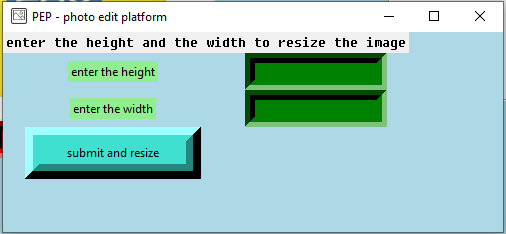 PEP - photo edit platform
enter the height and the width to resize the image
enter the height
enter the width
submit and resize